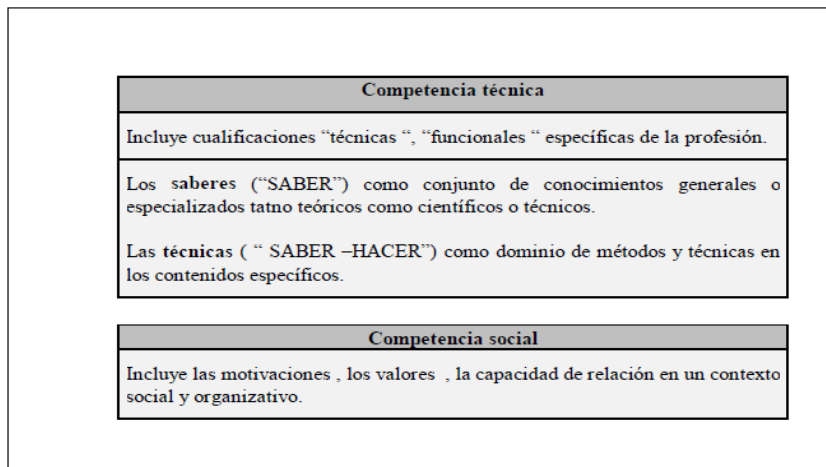 Competencia técnica
Incluye cualificaciones “técnicas “, “funcionales “ específicas de la profesión.
Los saberes (“SABER”) como conjunto de conocimientos generales o
especializados tatno teóricos como científicos o técnicos.
Las técnicas ( “ SABER –HACER”) como dominio de métodos y técnicas en
los contenidos específicos.
Competencia social
Incluye las motivaciones , los valores , la capacidad de relación en un contexto
social y organizativo.